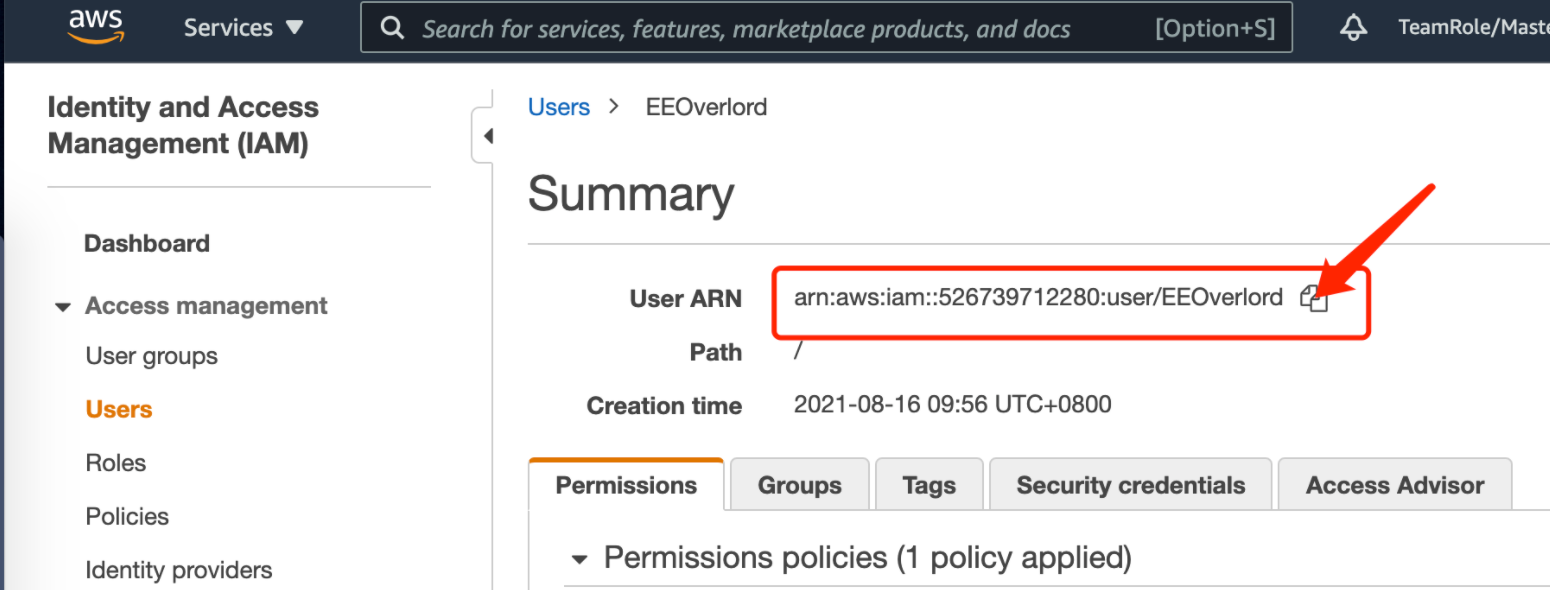 aws
Services
Search for services, features, marketplace products, and docs
[Option+S]
TeamRole/Maste
Identity and Access
Management (IAM)
Dashboard
Access management
User groups
Users
Roles
Policies
Identity providers
Users
EEOverlord
Summary
User ARN
arn:aws:iam::526739712280:user/EEOverlord
Path
/
Creation time
2021-08-16 09:56 UTC+0800
Permissions
Groups
Tags
Security credentials
Access Advisor
Permissions policies (1 policy applied)